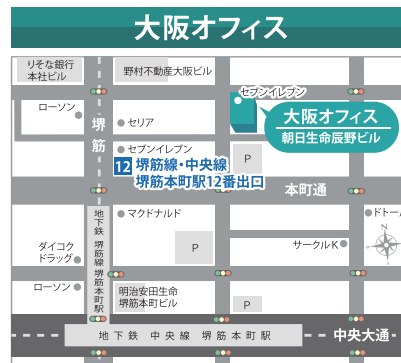 大阪オフィス
りそな銀行
本社ビル
野村不動産大阪ビル
セブンイレブン
ローソン
堺筋
セリア
大阪オフィス
朝日生命辰野ビル
セブンイレブン
P
12 堺筋線・中央線
堺筋本町駅12番出口
本町通
地下鉄 堺筋線 堺筋本町駅
マクドナルド
ドトール
N
ダイコク
ドラッグ
P
サークルK
ローソン
明治安田生命
堺筋本町ビル
P
地下鉄 中央線 堺筋本町駅
中央大通